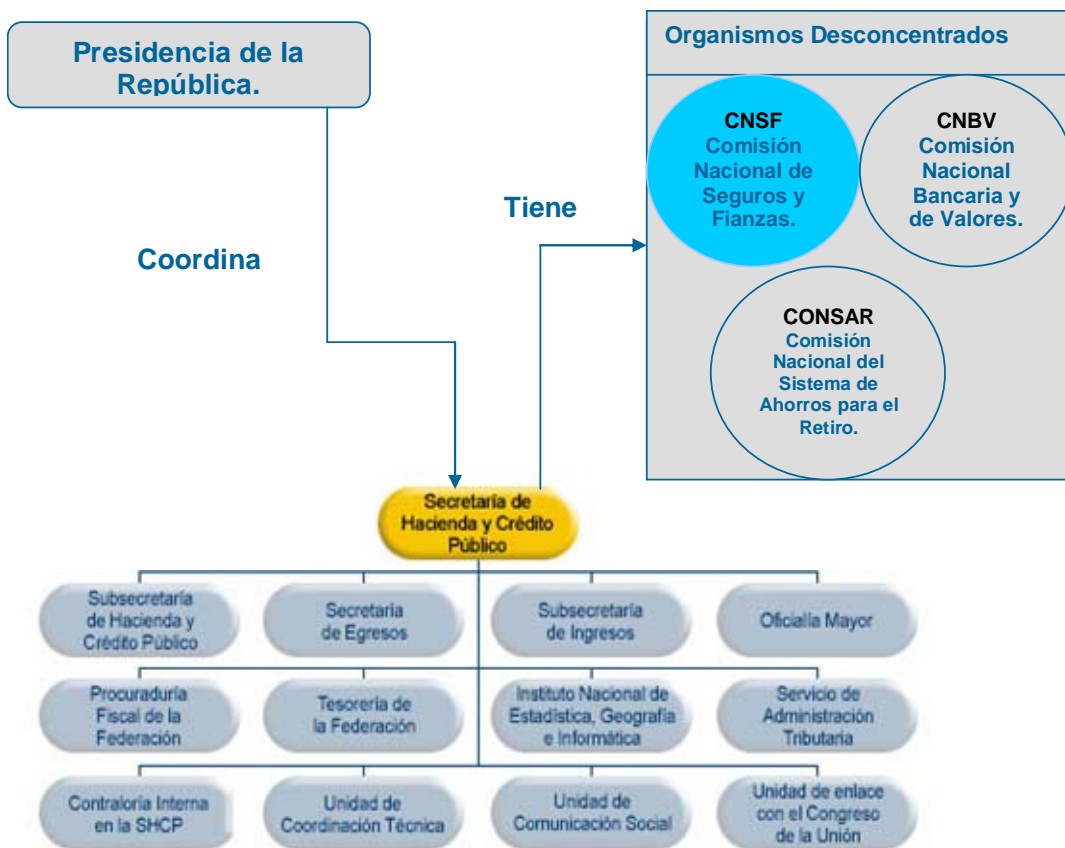 Presidencia de la
República.
Organismos Desconcentrados
CNSF
Comisión
Nacional de
Seguros y
Fianzas.
CNBV
Comisión
Nacional
Bancaria y
de Valores.
Tiene
Coordina
CONSAR
Comisión
Nacional del
Sistema de
Ahorros para el
Retiro.
Secretaría de
Hacienda y Crédito
Público
Subsecretaría
de Hacienda y
Crédito Público
Secretaría
de Egresos
Subsecretaría
de Ingresos
Oficialía Mayor
Procuraduría
Fiscal de la
Federación
Tesorería de
la Federación
Instituto Nacional de
Estadística, Geografía
e Informática
Servicio de
Administración
Tributaria
Contraloría Interna
en la SHCP
Unidad de
Coordinación Técnica
Unidad de
Comunicación Social
Unidad de enlace
con el Congreso
de la Unión